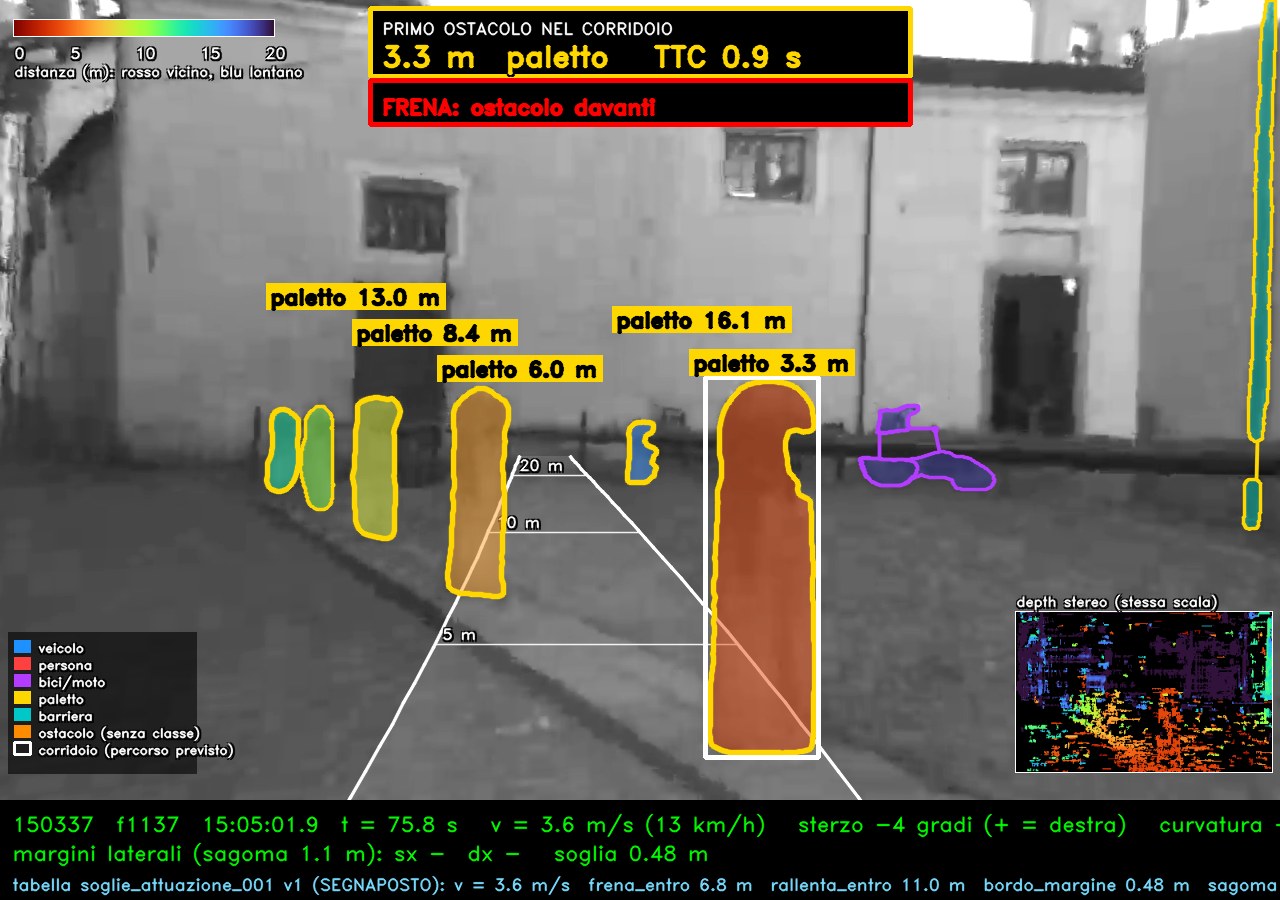 0 5 10 15 20
distanza (m): rosso vicino, blu lontano
PRIMO OSTACOLO NEL CORRIDOIO
3.3 m paletto TTC 0.9 s
FRENA: ostacolo davanti
paletto 13.0 m
paletto 16.1 m
paletto 8.4 m
paletto 3.3 m
paletto 6.0 m
20 m
0 m
5 m
depth stereo (stessa scala)
veicolo
persona
bici/moto
paletto
barriera
ostacolo (senza classe)
corridoio (percorso previsto)
150337 f1137 15:05:01.9 t = 75.8 s v = 3.6 m/s (13 km/h) sterzo -4 gradi (+ = destra) curvatura -
margini laterali (sagoma 1.1 m): sx - dx - soglia 0.48 m
tabella soglie_attuazione_001 v1 (SEGNAPOSTO): v = 3.6 m/s frena_entro 6.8 m rallenta_entro 11.0 m bordo_margine 0.48 m sagoma